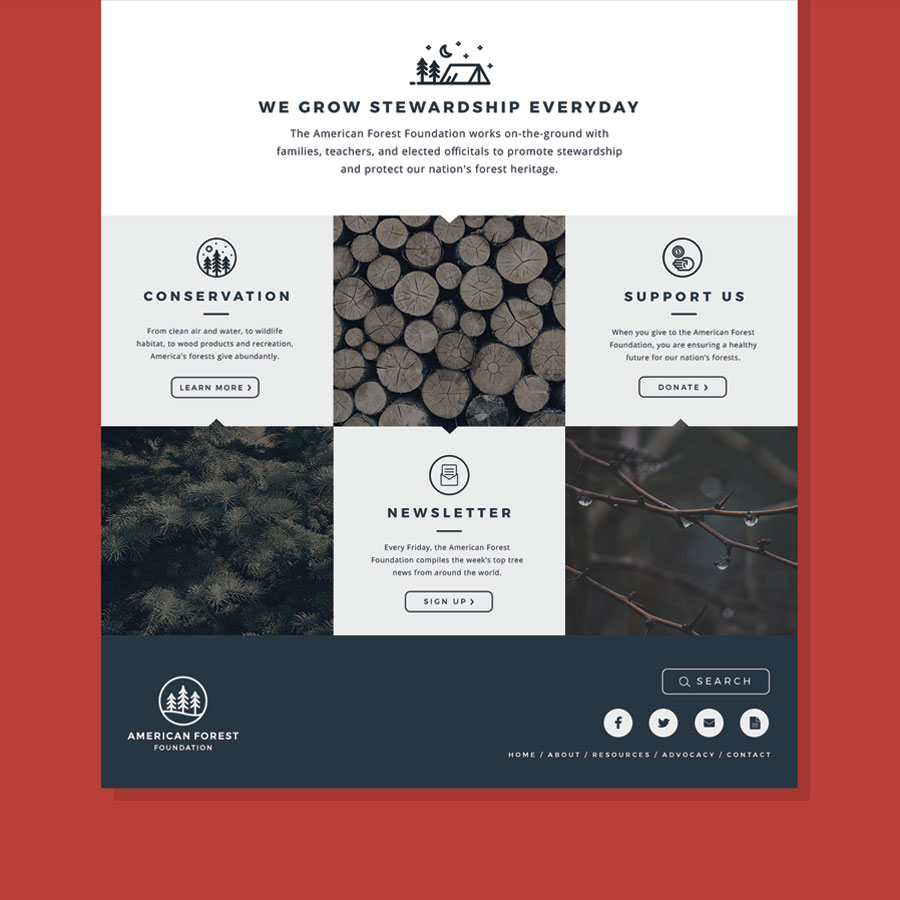 WE GROW STEWARDSHIP EVERYDAY
The American Forest Foundation works on-the-ground with
families, teachers, and elected officitals to promote stewardship
and protect our nation's forest heritage.
CONSERVATION
From clean air and water, to wildlife
habitat, to wood products and recreation,
America's forests give abundantly.
LEARN MORE >
SUPPORT US
When you give to the American Forest
Foundation, you are ensuring a healthy
future for our nation's forests.
DONATE >
NEWSLETTER
Every Friday, the American Forest
Foundation compiles the week's top tree
news from around the world.
SIGN UP >
AMERICAN FOREST
FOUNDATION
SEARCH
HOME / ABOUT / RESOURCES / ADVOCACY / CONTACT